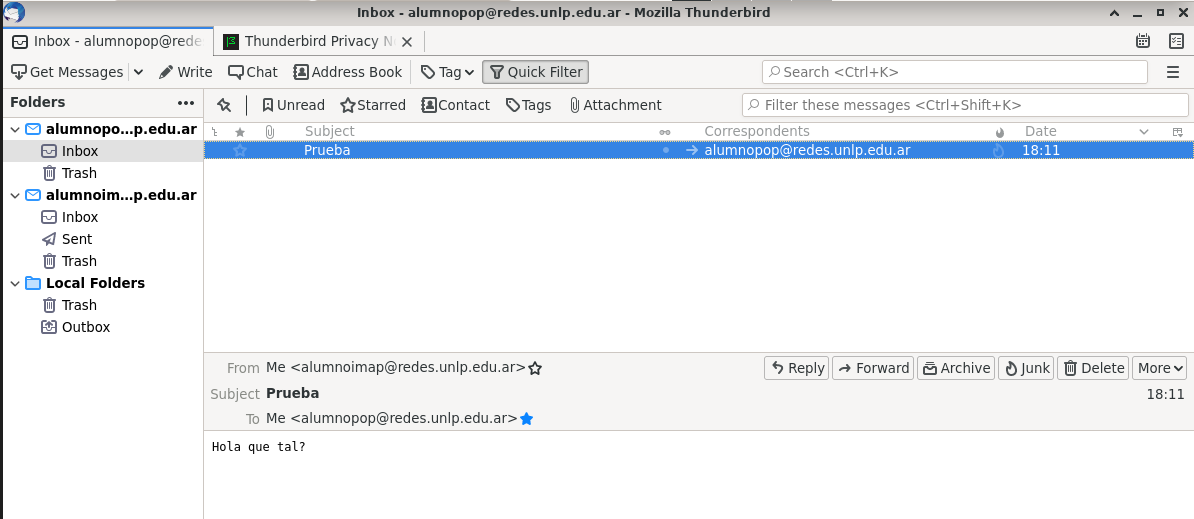 Inbox - alumnopop@redes.unlp.edu.ar - Mozilla Thunderbird
Inbox - alumnopop@rede
Thunderbird Privacy N
Get Messages
Write
Chat
Address Book
Tag
Quick Filter
Search <Ctrl+K>
Folders
Unread
Starred
Contact
Tags
Attachment
Filter these messages <Ctrl+Shift+K>
alumnopo...p.edu.ar
Inbox
Trash
alumnoim...p.edu.ar
Inbox
Sent
Trash
Local Folders
Trash
Outbox
Subject Correspondents Date
Prueba alumnopop@redes.unlp.edu.ar 18:11
From Me <alumnoimap@redes.unlp.edu.ar>
Reply Forward Archive Junk Delete More
Subject Prueba 18:11
To Me <alumnopop@redes.unlp.edu.ar>
Hola que tal?